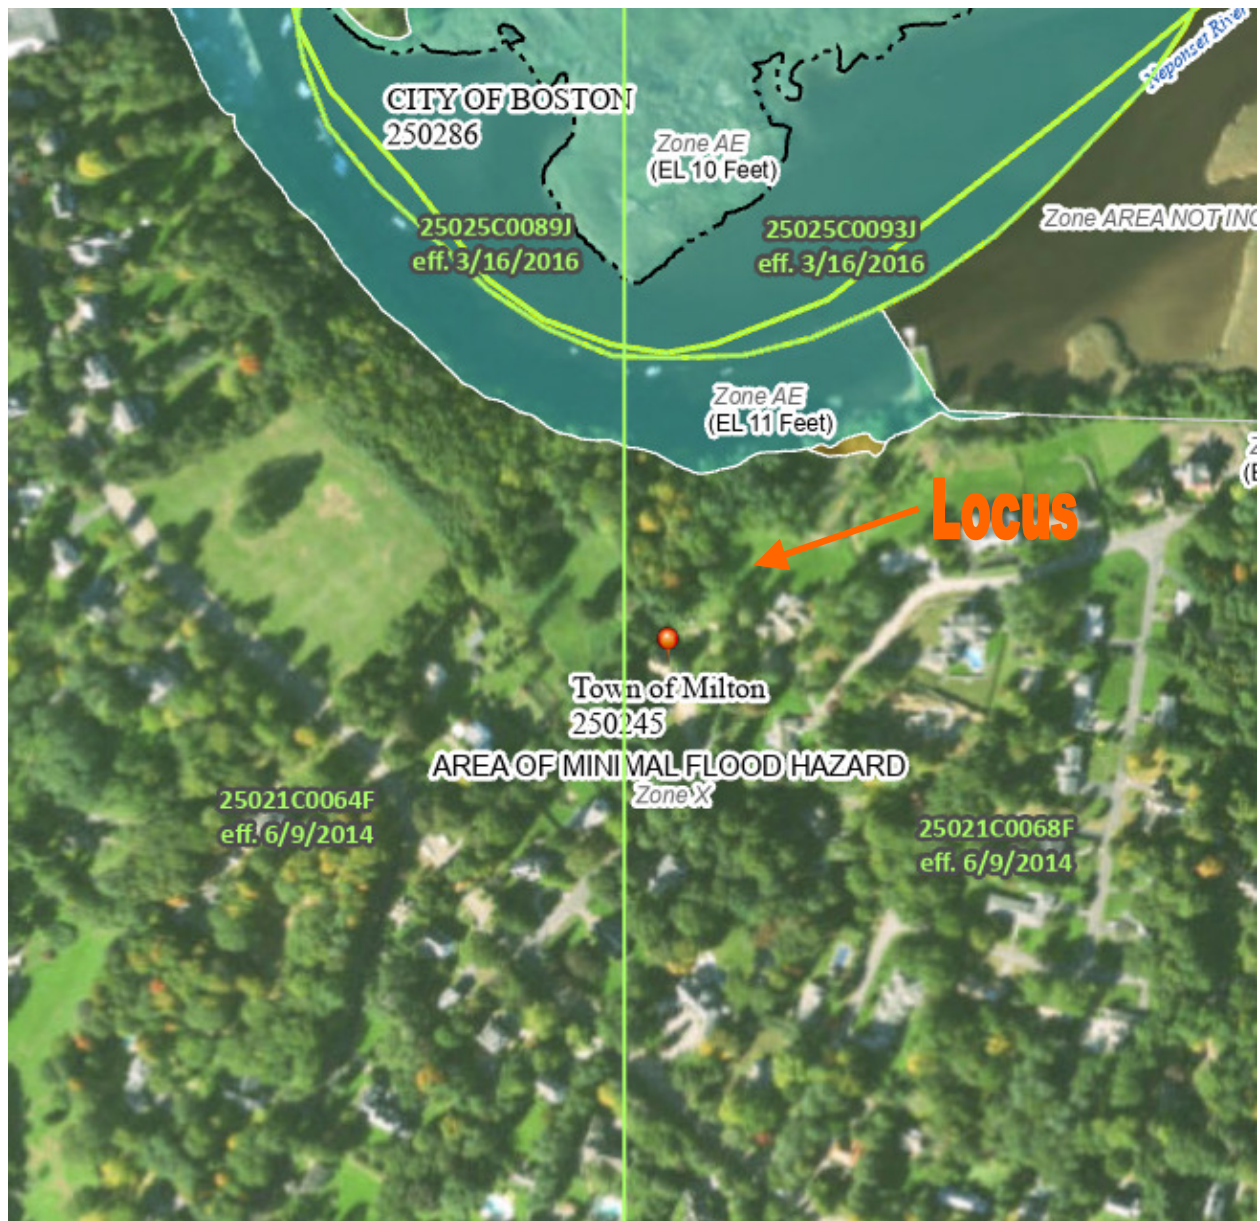 Neponset River
CITY OF BOSTON
250286
Zone AE
(EL 10 Feet)
25025C0089J
eff. 3/16/2016
25025C0093J
eff. 3/16/2016
Zone AREA NOT INC
Zone AE
(EL 11 Feet)
Z
(E
Locus
Town of Milton
250245
AREA OF MINIMAL FLOOD HAZARD
Zone X
25021C0064F
eff. 6/9/2014
25021C0068F
eff. 6/9/2014